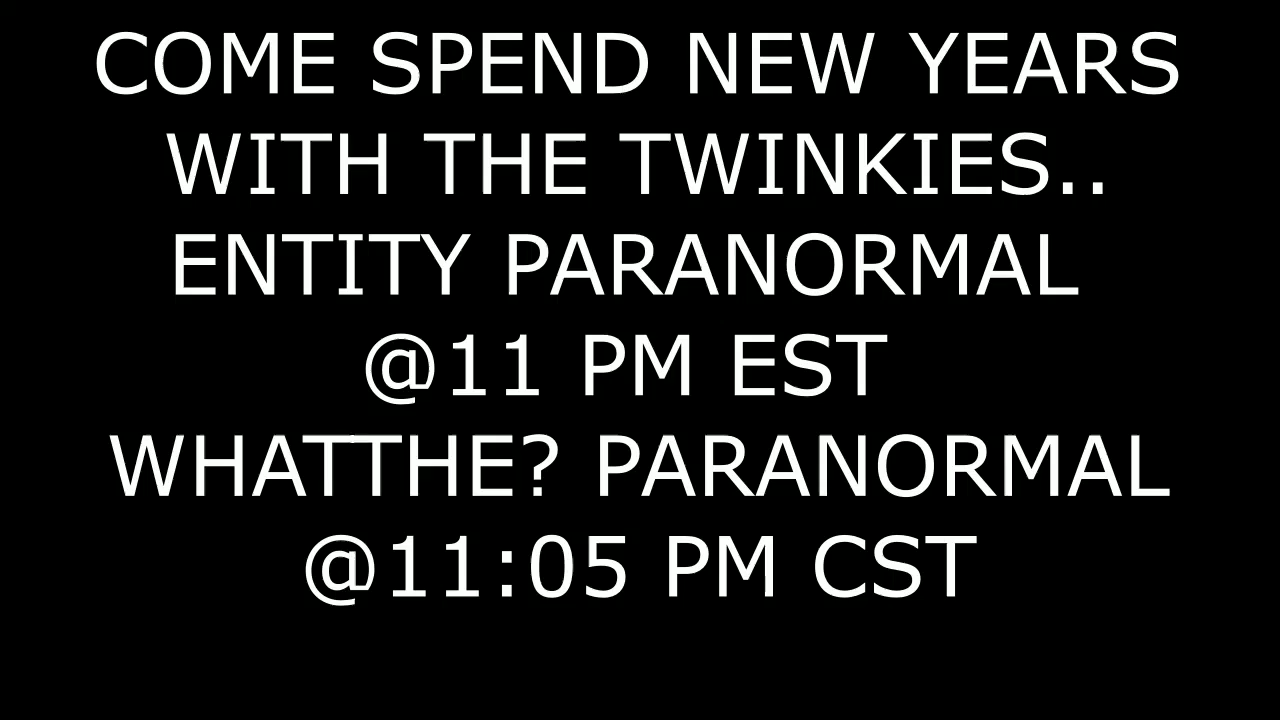 COME SPEND NEW YEARS
WITH THE TWINKIES..
ENTITY PARANORMAL
@11 PM EST
WHATTHE? PARANORMAL
@11:05 PM CST